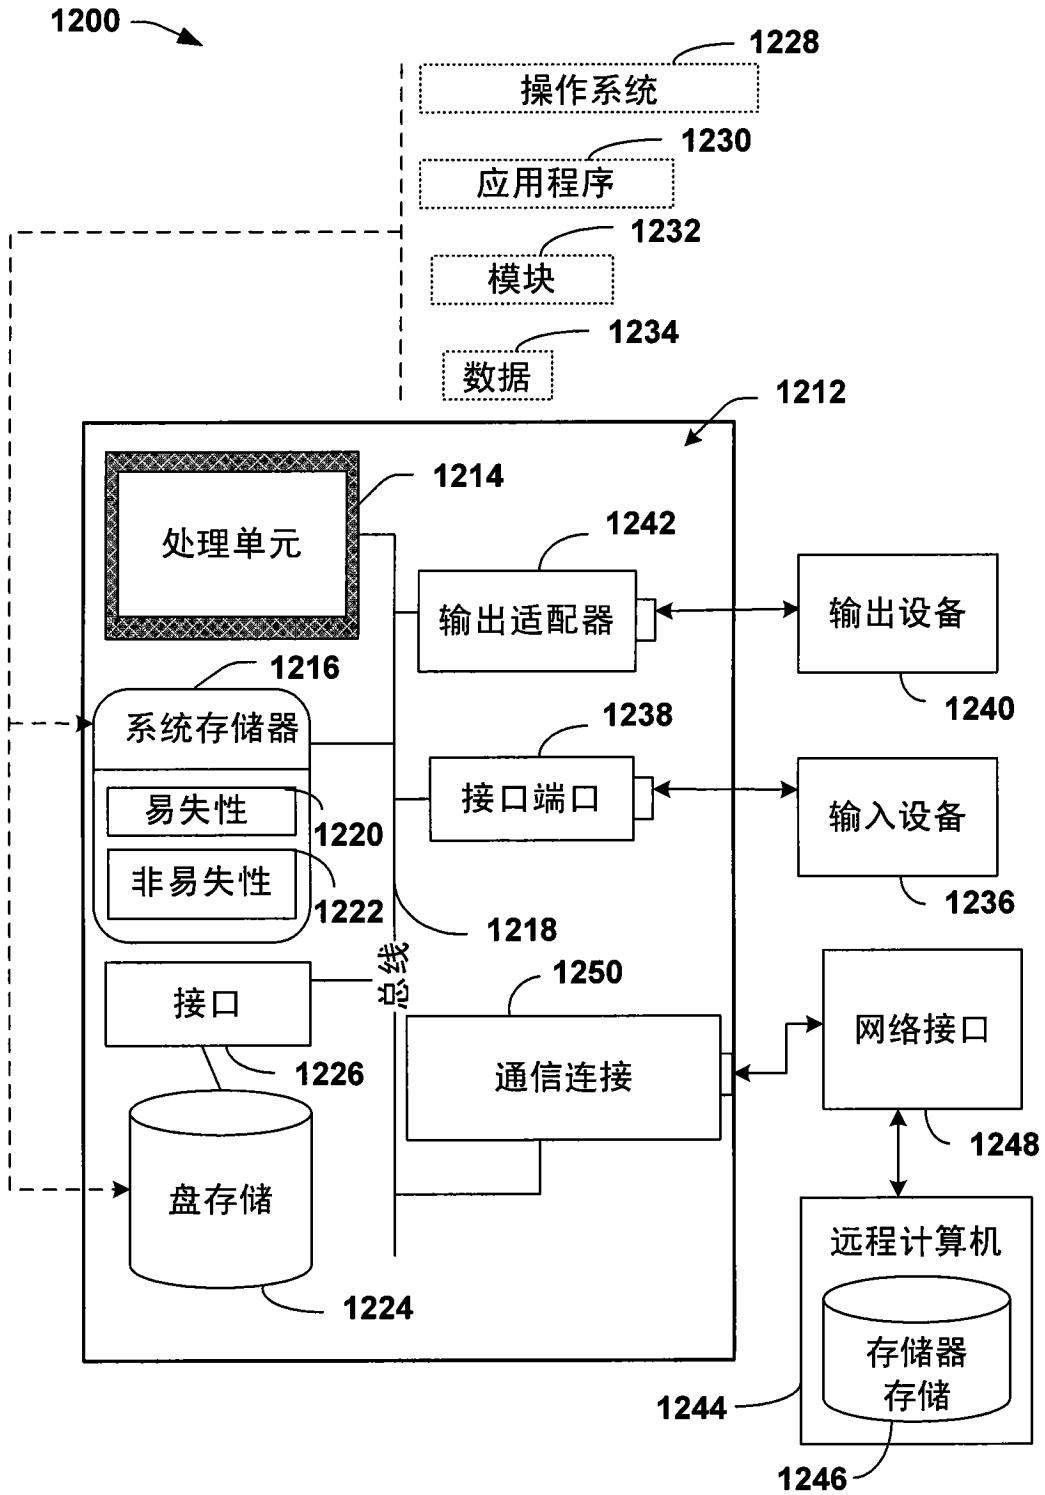 1200
1228
操作系统
1230
应用程序
1232
模块
1234
数据
1212
1214
处理单元
1242
输出适配器
输出设备
1240
1216
系统存储器
1238
接口端口
输入设备
1236
易失性
1220
非易失性
1222
1218
总线
接口
1226
1250
通信连接
网络接口
1248
盘存储
1224
远程计算机
存储器
存储
1244
1246